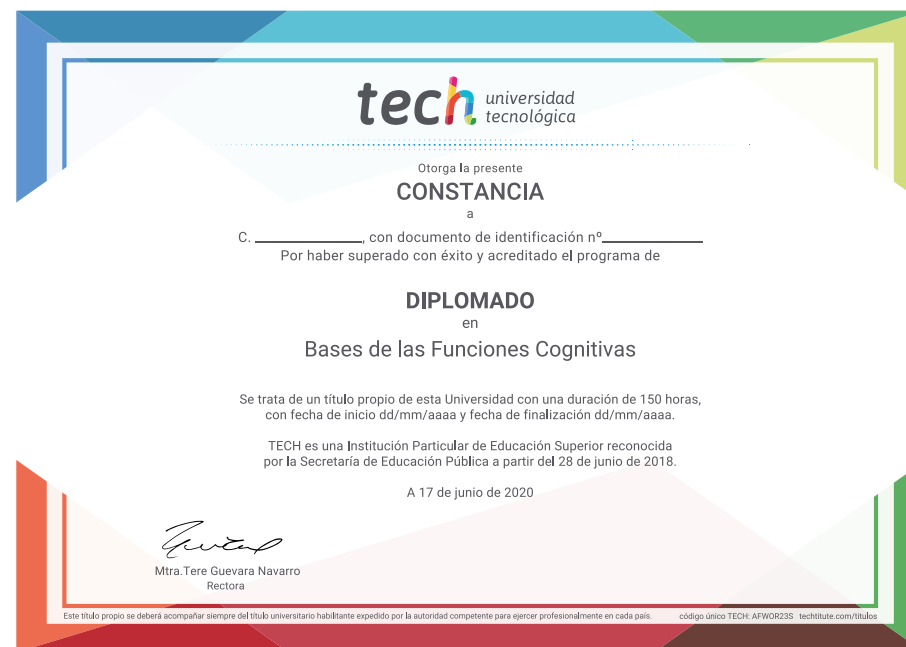 tech universidad
tecnológica
Otorga la presente
CONSTANCIA
a
C. ____________, con documento de identificación nº____________
Por haber superado con éxito y acreditado el programa de
DIPLOMADO
en
Bases de las Funciones Cognitivas
Se trata de un título propio de esta Universidad con una duración de 150 horas,
con fecha de inicio dd/mm/aaaa y fecha de finalización dd/mm/aaaa.
TECH es una Institución Particular de Educación Superior reconocida
por la Secretaría de Educación Pública a partir del 28 de junio de 2018.
A 17 de junio de 2020
Mtra.Tere Guevara Navarro
Rectora
Este título propio se deberá acompañar siempre del título universitario habilitante expedido por la autoridad competente para ejercer profesionalmente en cada país. código único TECH: AFWOR23S techtitute.com/titulos